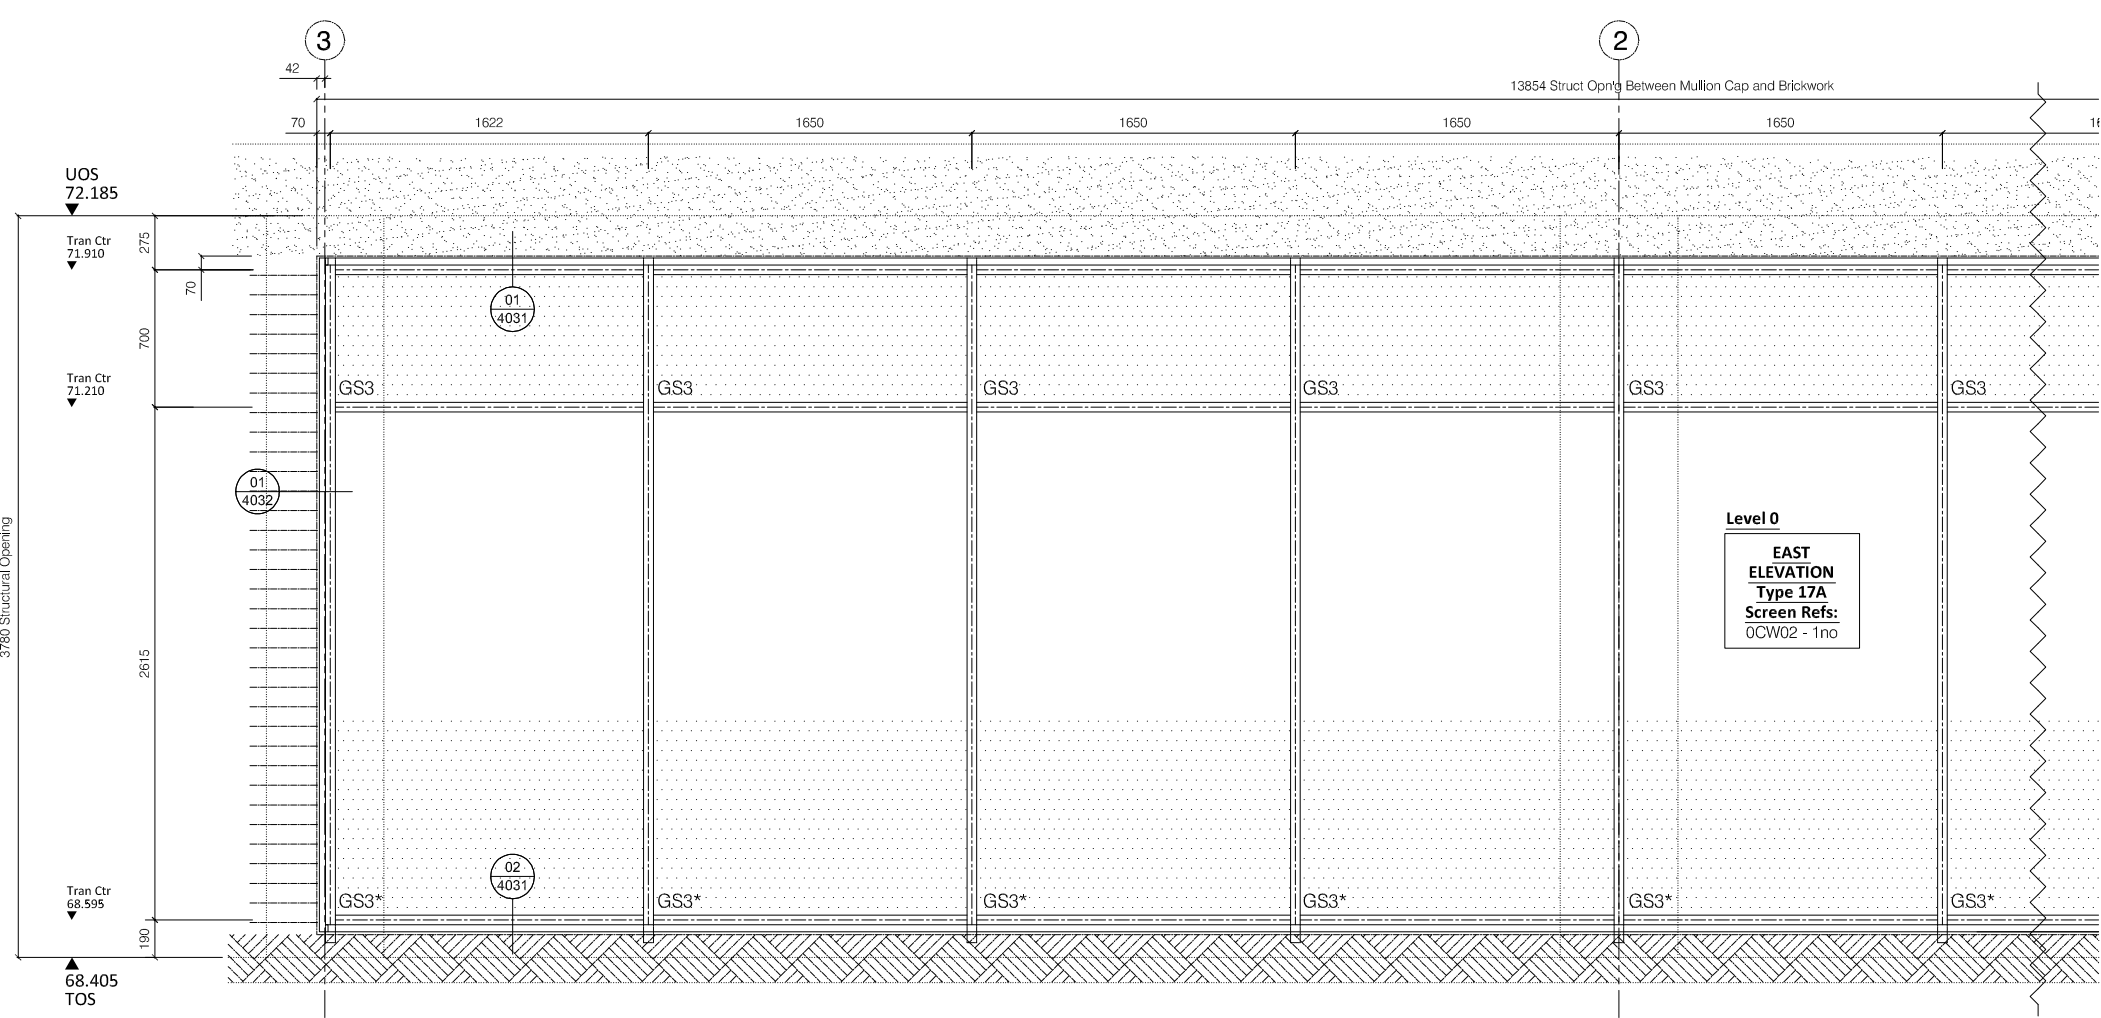 3
2
42
13854 Struct Opn'g Between Mullion Cap and Brickwork
70
1622
1650
1650
1650
1650
UOS
72.185
275
Tran Ctr
71.910
70
01
4031
700
Tran Ctr
71.210
GS3
GS3
GS3
GS3
GS3
GS3
01
4032
3780 Structural Opening
Level 0
EAST
ELEVATION
Type 17A
Screen Refs:
0CW02 - 1no
2615
02
4031
Tran Ctr
68.595
GS3*
GS3*
GS3*
GS3*
GS3*
GS3*
190
68.405
TOS